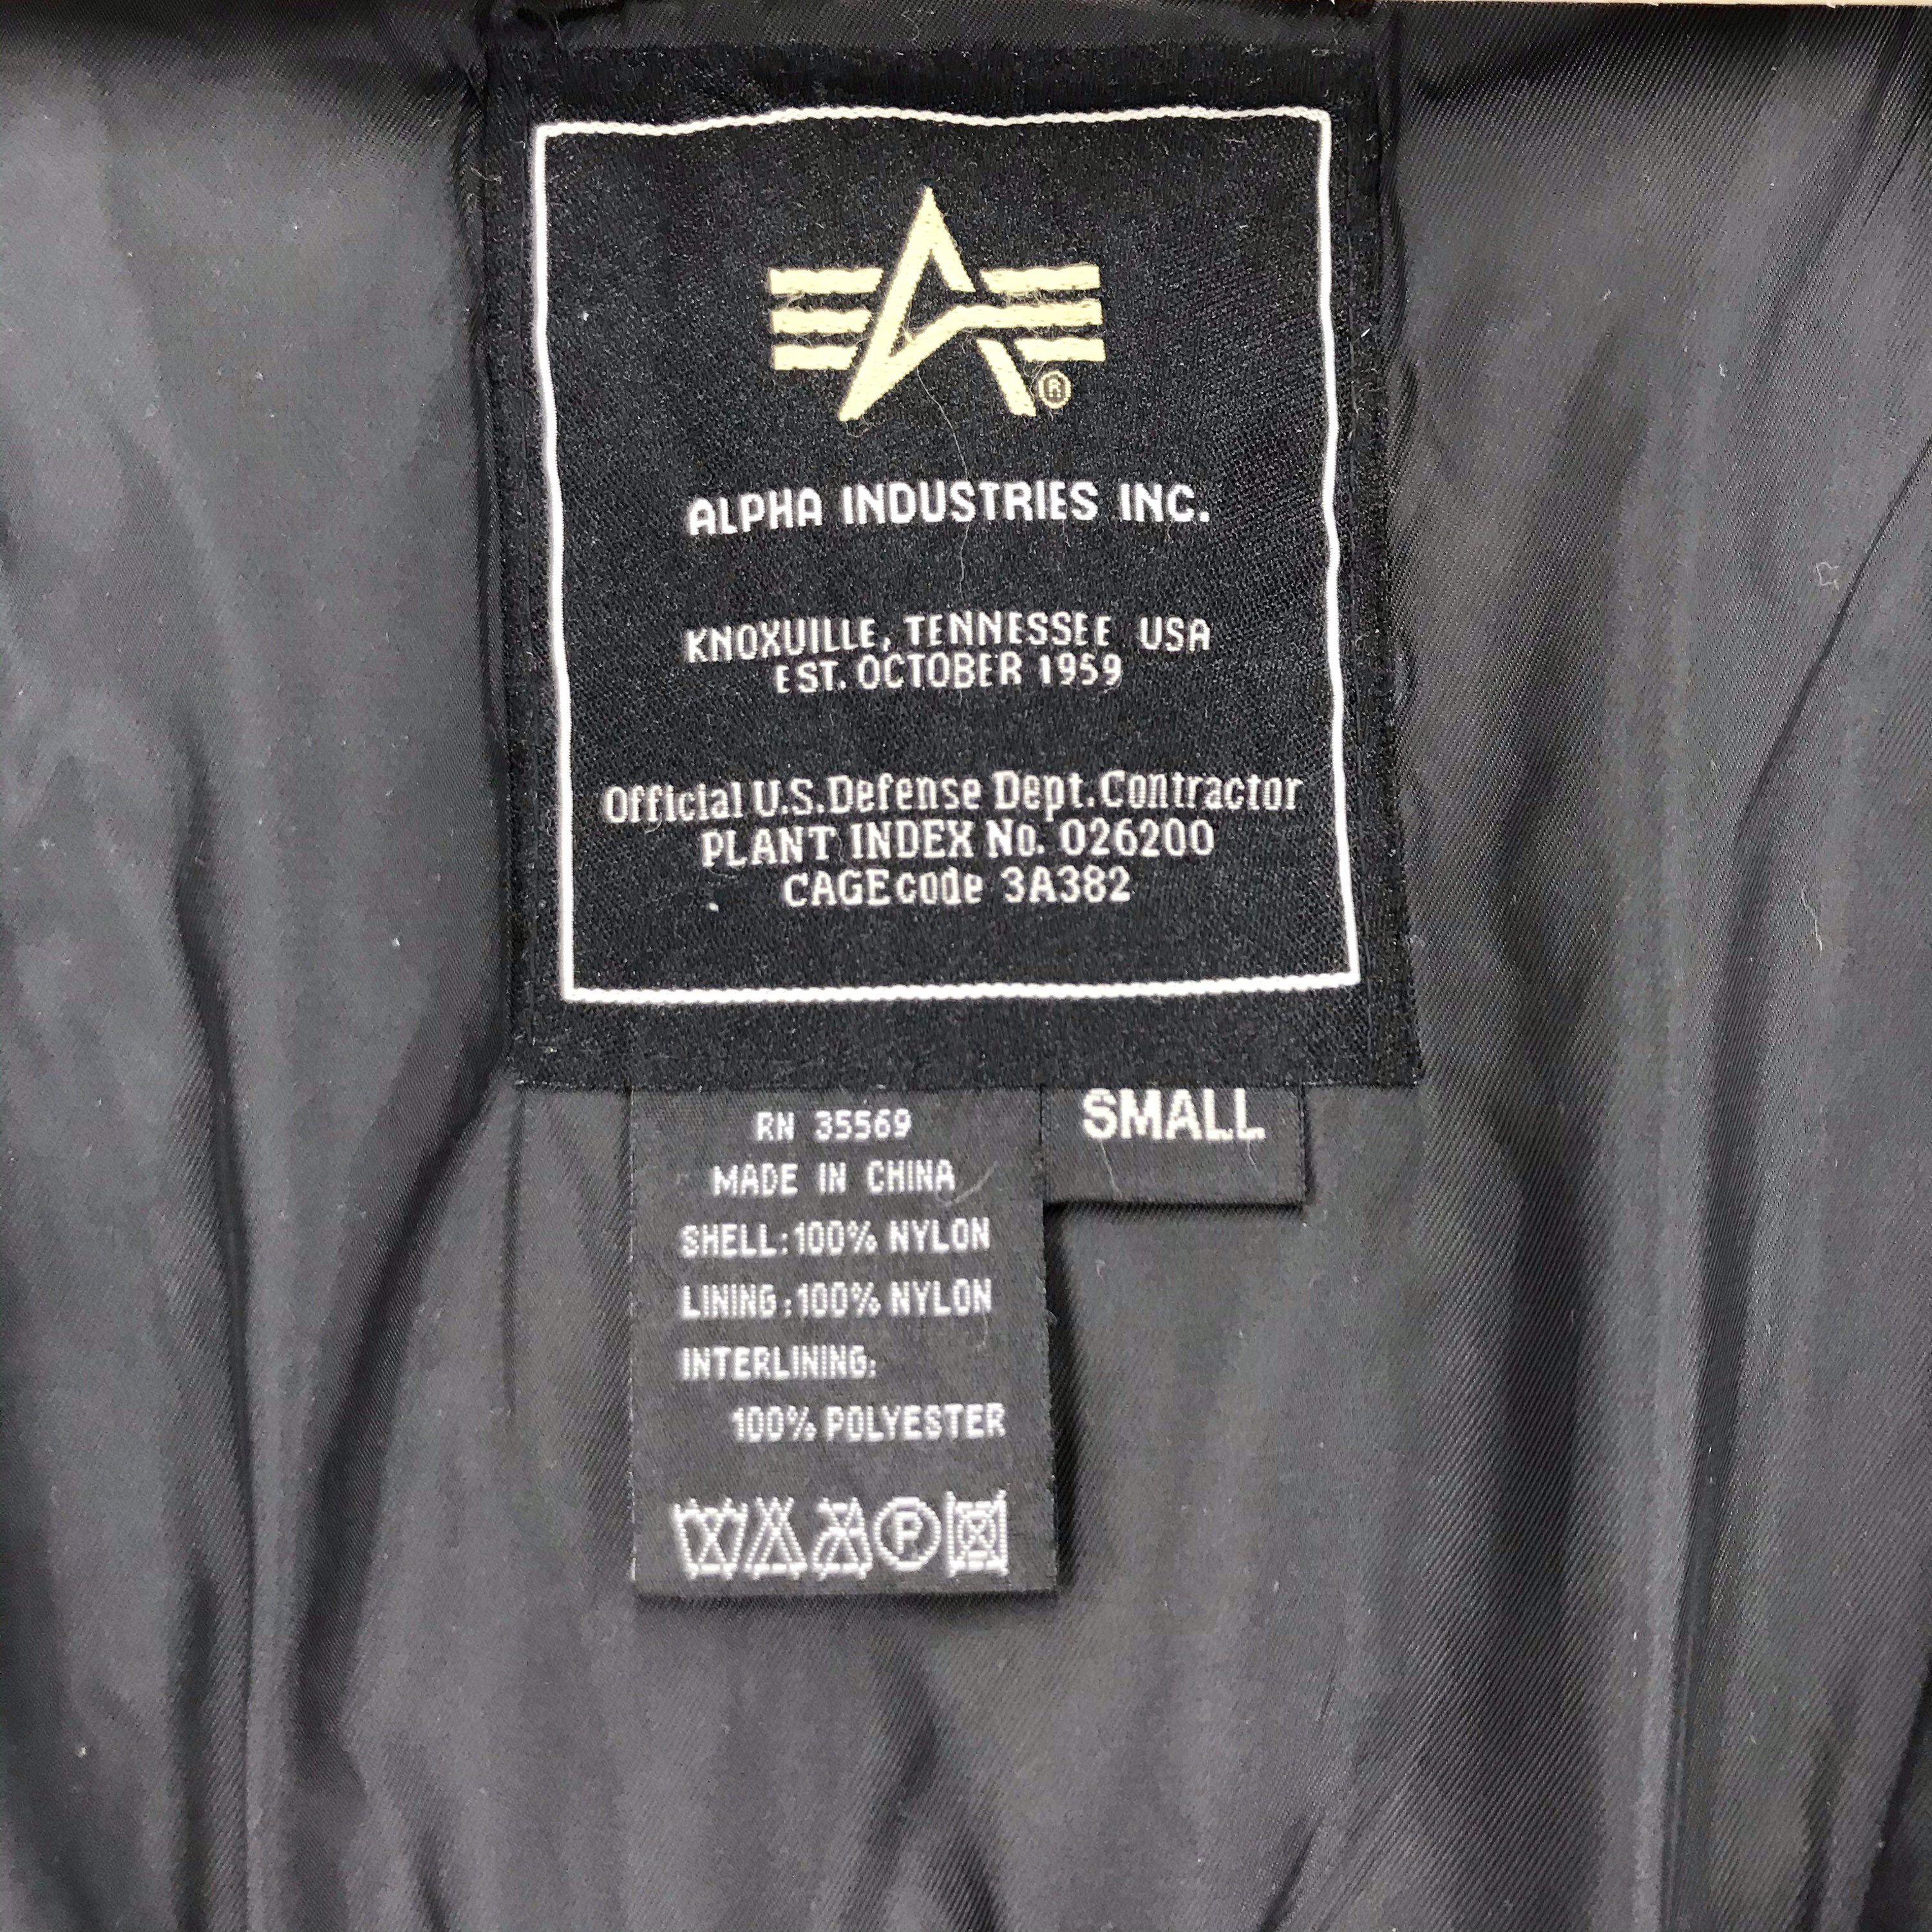 ®
ALPHA INDUSTRIES INC.
KNOXVILLE, TENNESSEE USA
EST. OCTOBER 1959
Official U.S.Defense Dept.Contractor
PLANT INDEX No. 026200
CAGE code 3A382
SMALL
RN 35569
MADE IN CHINA
SHELL:100% NYLON
LINING:100% NYLON
INTERLINING:
100% POLYESTER
P